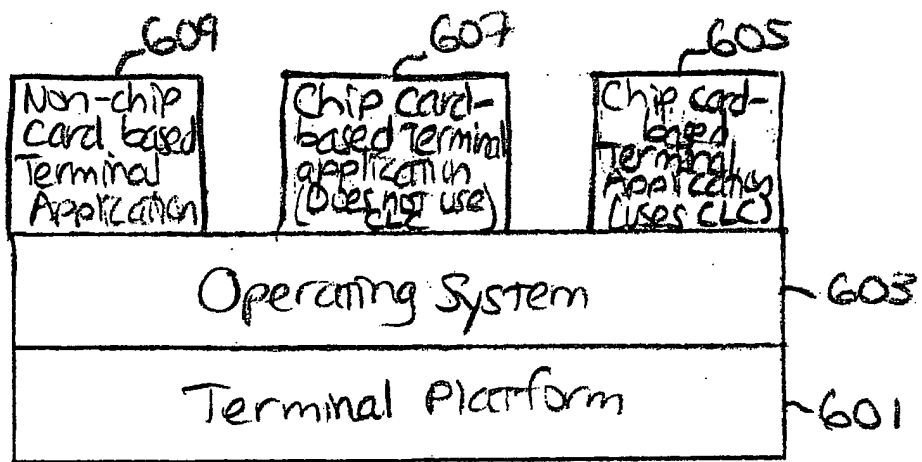 609
607
605
Non-chip
Card based
Terminal
Application
Chip Card-
based Terminal
application
(Does not use)
CLC
Chip card-
based
Terminal
Application
(uses CLC)
Operating System
603
Terminal Platform
601